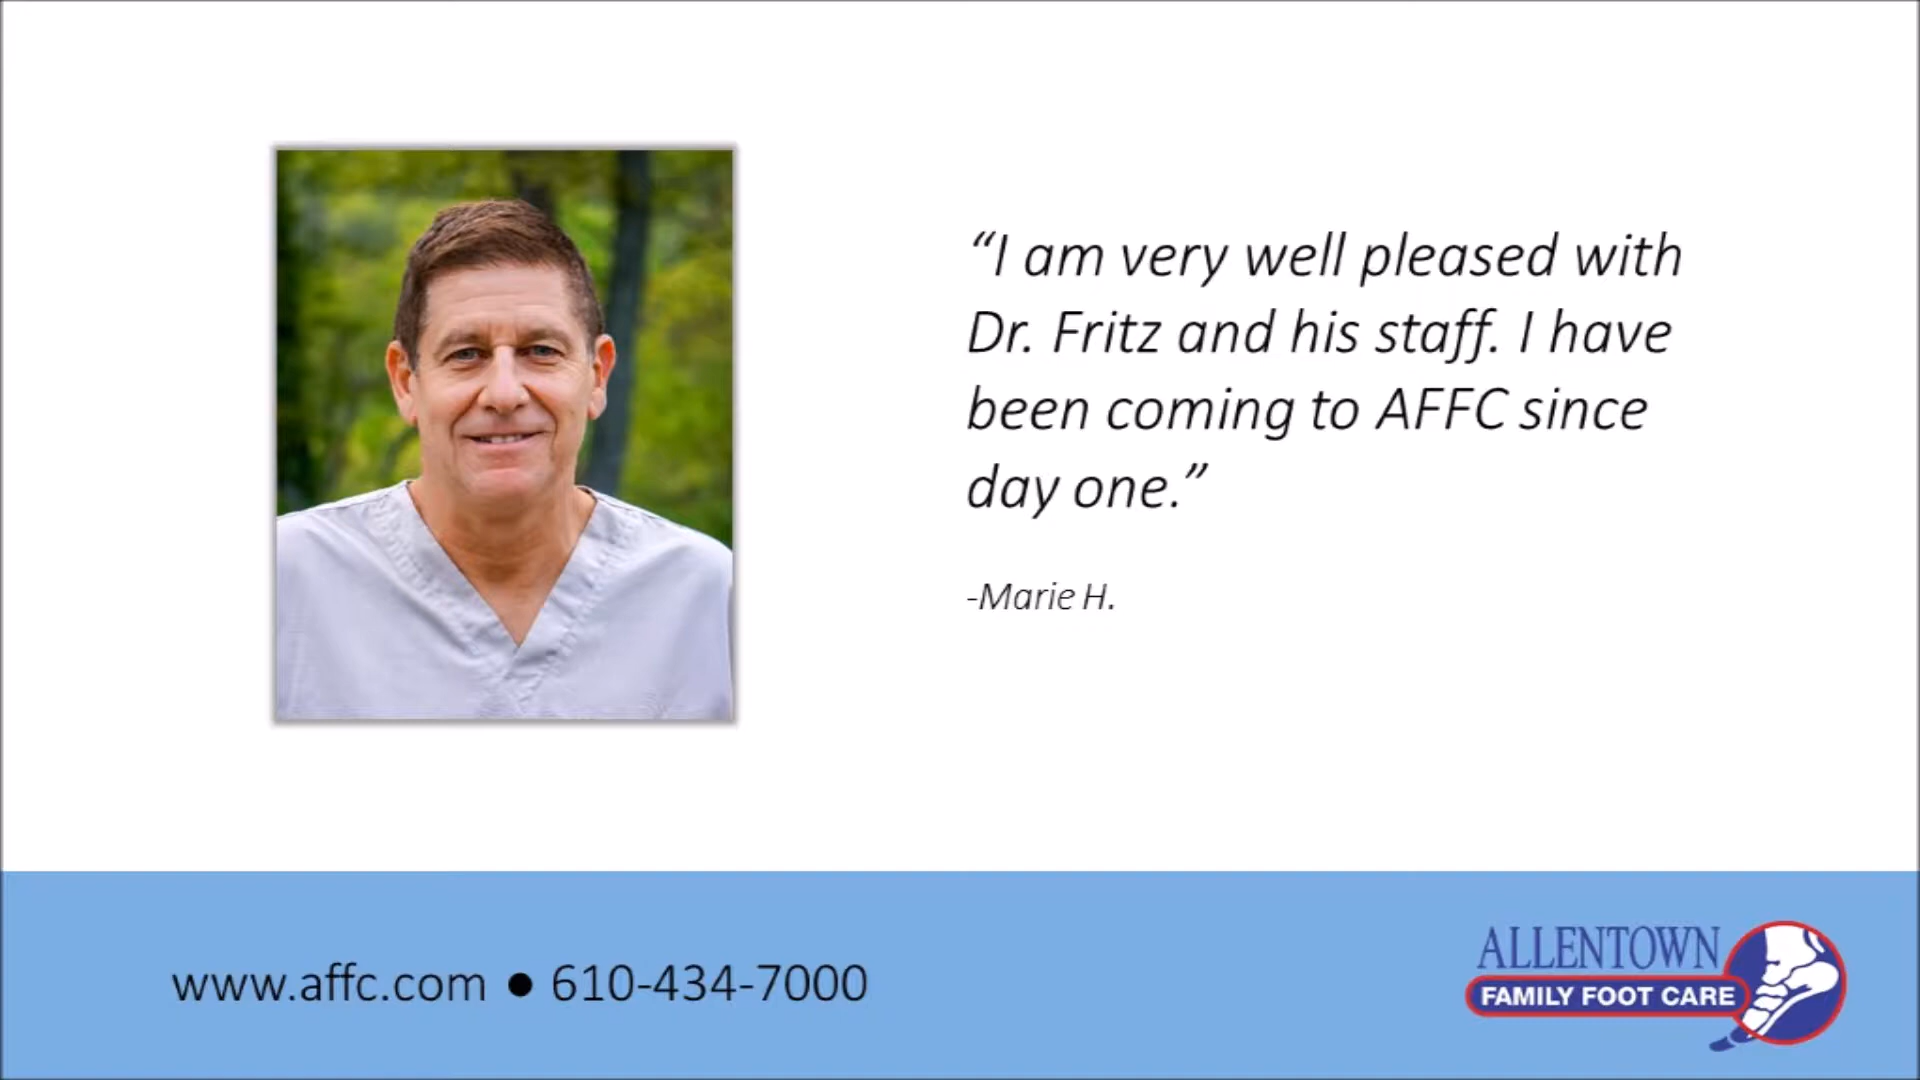 “I am very well pleased with
Dr. Fritz and his staff. I have
been coming to AFFC since
day one.”
-Marie H.
www.affc.com ● 610-434-7000
ALLENTOWN
FAMILY FOOT CARE